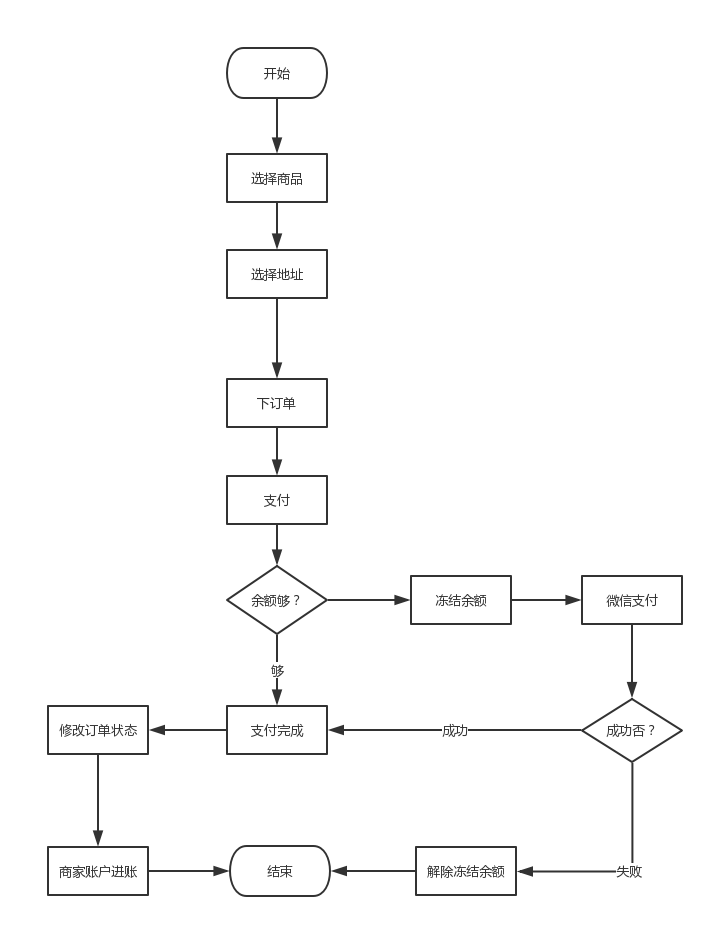 开始
选择商品
选择地址
下订单
支付
余额够？
冻结余额
微信支付
够
修改订单状态
支付完成
成功
成功否？
商家账户进账
结束
解除冻结余额
失败